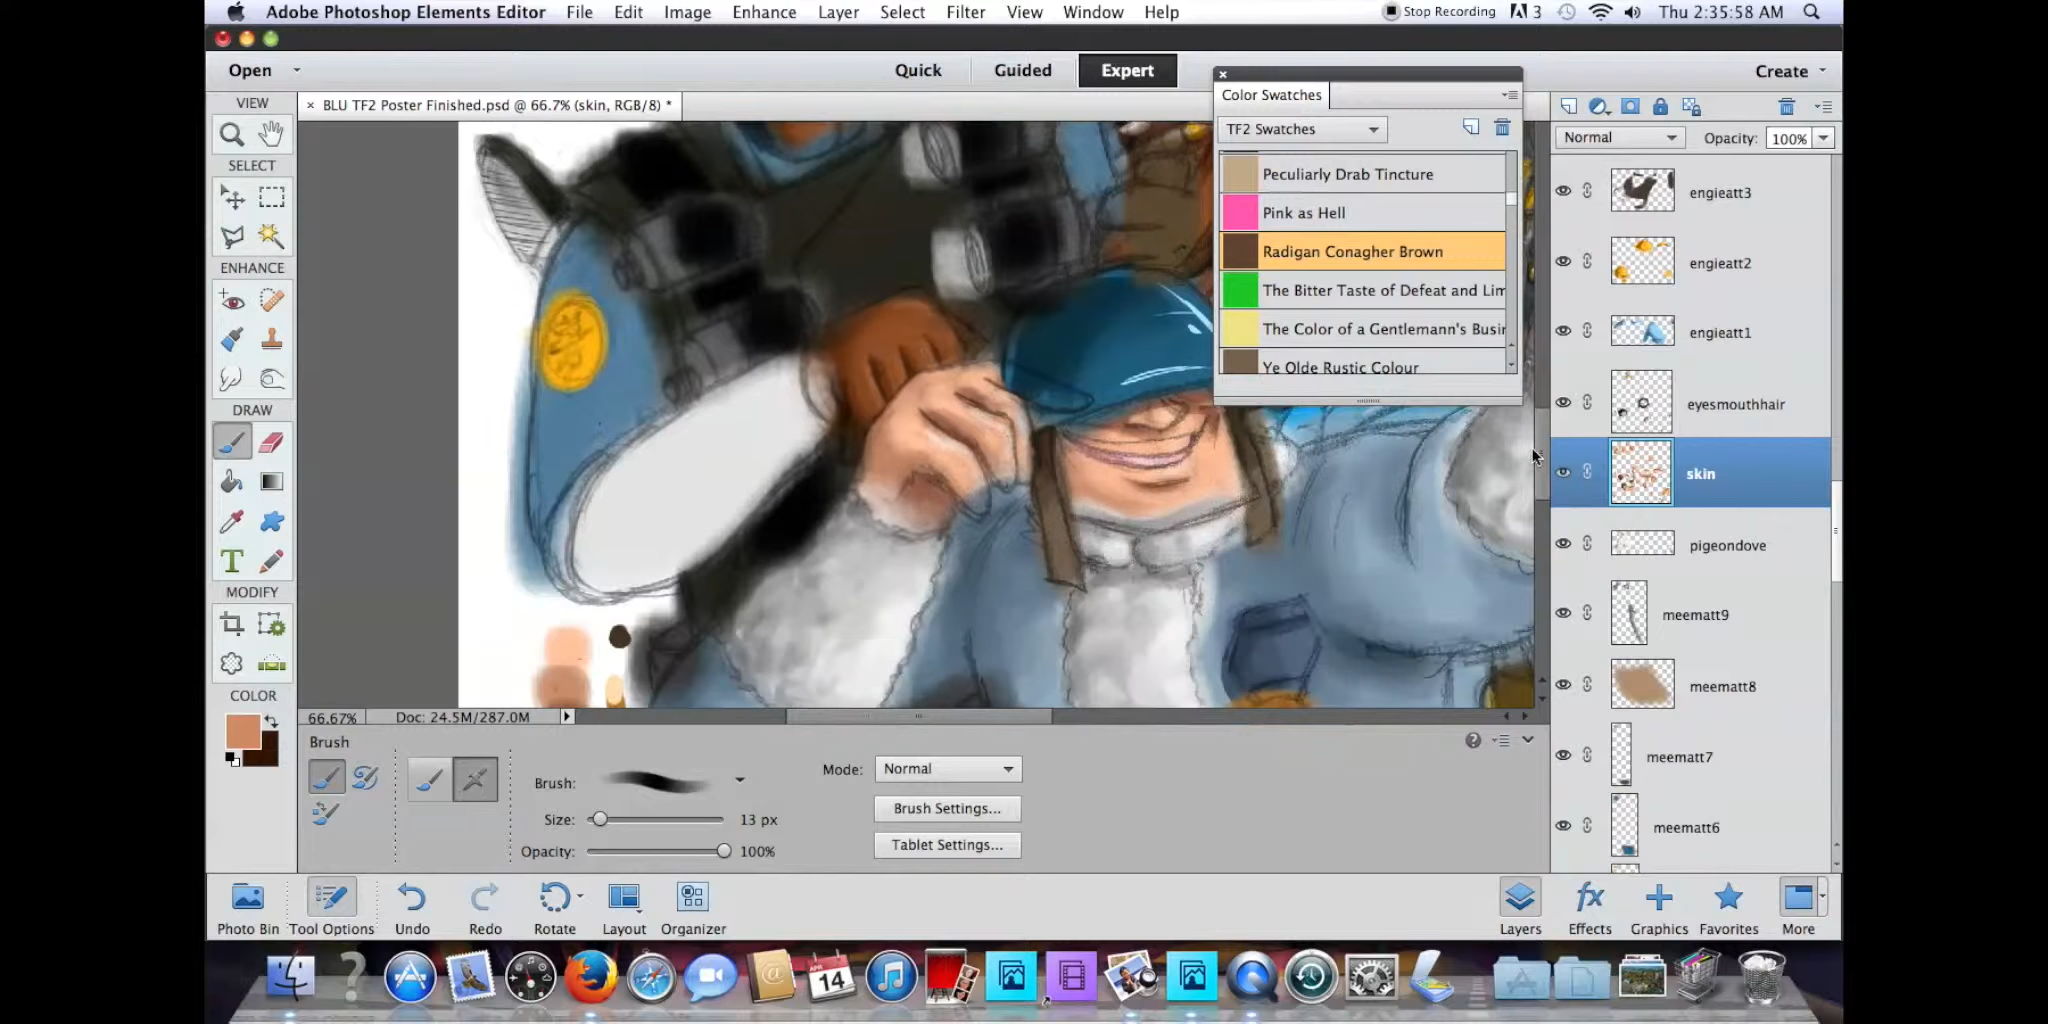 Adobe Photoshop Elements Editor File Edit Image Enhance Layer Select Filter View Window Help Stop Recording 3 Thu 2:35:58 AM
Open Quick Guided Expert Create
VIEW
× BLU TF2 Poster Finished.psd @ 66.7% (skin, RGB/8) *
SELECT
ENHANCE
DRAW
T
MODIFY
COLOR
Color Swatches
TF2 Swatches
Peculiarly Drab Tincture
Pink as Hell
Radigan Conagher Brown
The Bitter Taste of Defeat and Lim
The Color of a Gentlemann's Busir
Ye Olde Rustic Colour
Normal Opacity: 100%
engieatt3
engieatt2
engieatt1
eyesmouthhair
skin
pigeondove
meematt9
meematt8
meematt7
meematt6
66.67% Doc: 24.5M/287.0M
Brush
Brush:
Size: 13 px
Opacity: 100%
Mode: Normal
Brush Settings...
Tablet Settings...
Photo Bin Tool Options Undo Redo Rotate Layout Organizer
fx
Layers Effects Graphics Favorites More
APR
14